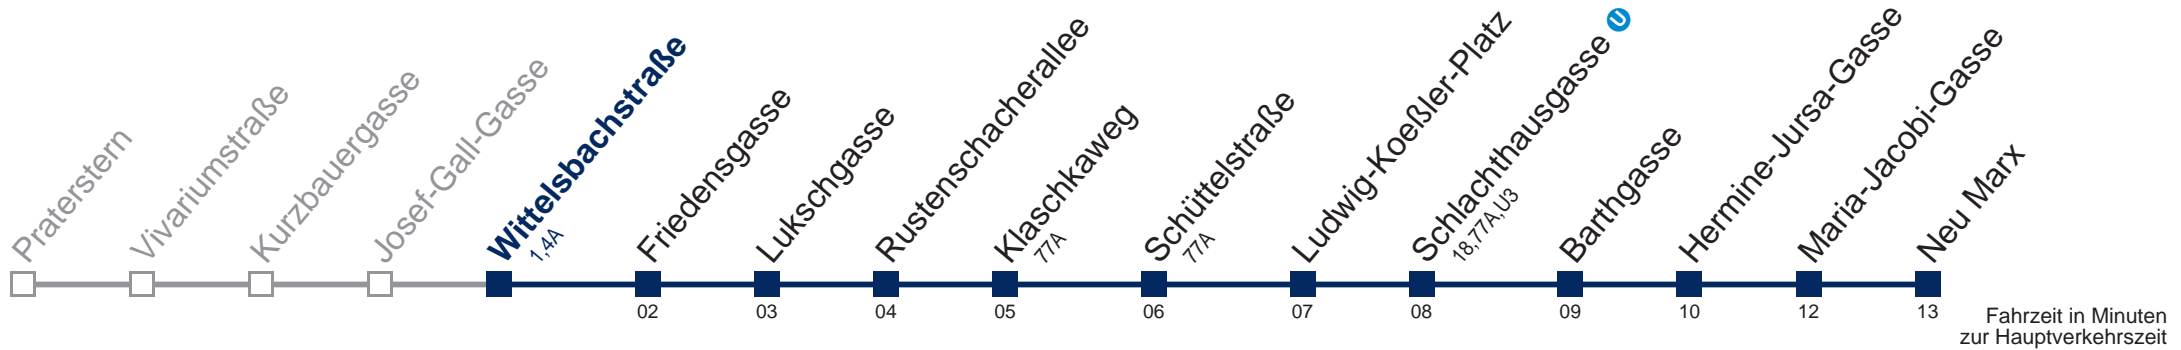 Praterstern
Vivariumstraße
Kurzbauergasse
Josef-Gall-Gasse
Wittelsbachstraße
1,4A
Friedensgasse
Lukschgasse
Rustenschacherallee
Klaschkaweg
77A
Schüttelstraße
77A
Ludwig-Koeßler-Platz
Schlachthausgasse U
18,77A,U3
Barthgasse
Hermine-Jursa-Gasse
Maria-Jacobi-Gasse
Neu Marx
02 03 04 05 06 07 08 09 10 12 13
Fahrzeit in Minuten
zur Hauptverkehrszeit